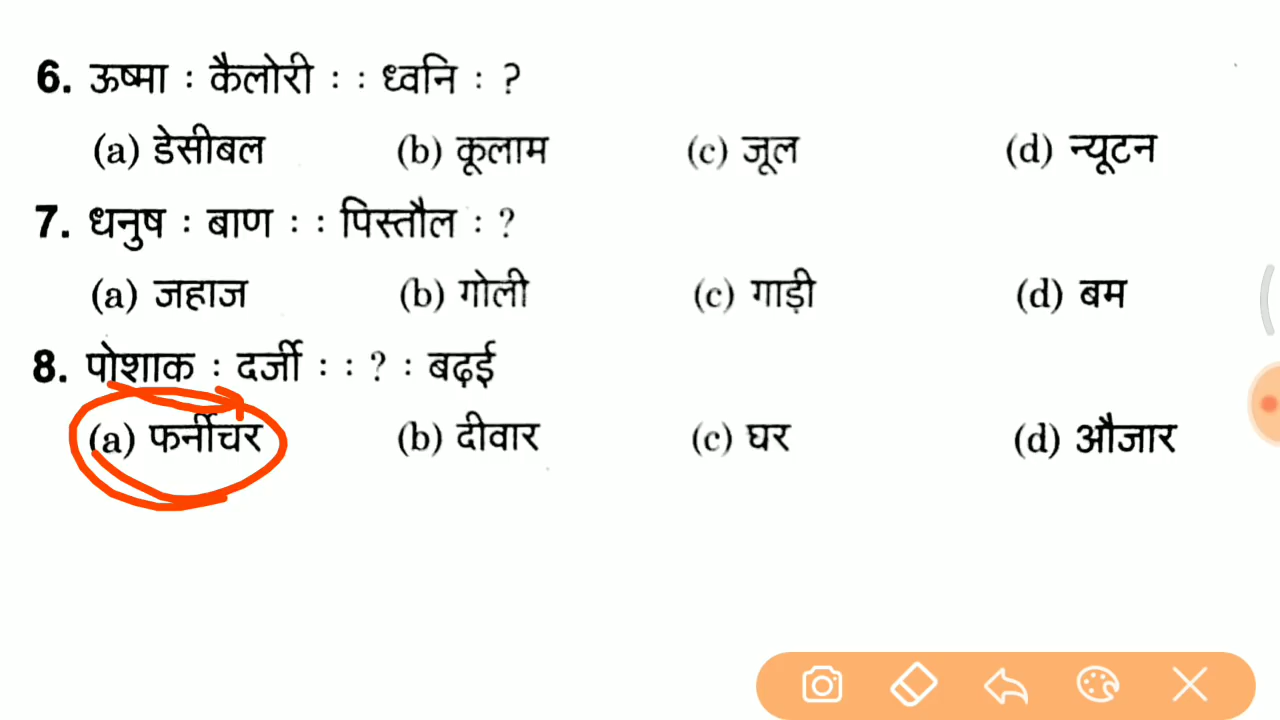 6. ऊष्मा : कैलोरी : : ध्वनि : ?
(a) डेसीबल (b) कूलाम (c) जूल (d) न्यूटन
7. धनुष : बाण : : पिस्तौल : ?
(a) जहाज (b) गोली (c) गाड़ी (d) बम
8. पोशाक : दर्जी : : ? : बढ़ई
(a) फर्नीचर (b) दीवार (c) घर (d) औजार